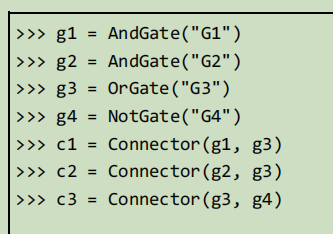 >>> g1 = AndGate("G1")
>>> g2 = AndGate("G2")
>>> g3 = OrGate("G3")
>>> g4 = NotGate("G4")
>>> c1 = Connector(g1, g3)
>>> c2 = Connector(g2, g3)
>>> c3 = Connector(g3, g4)